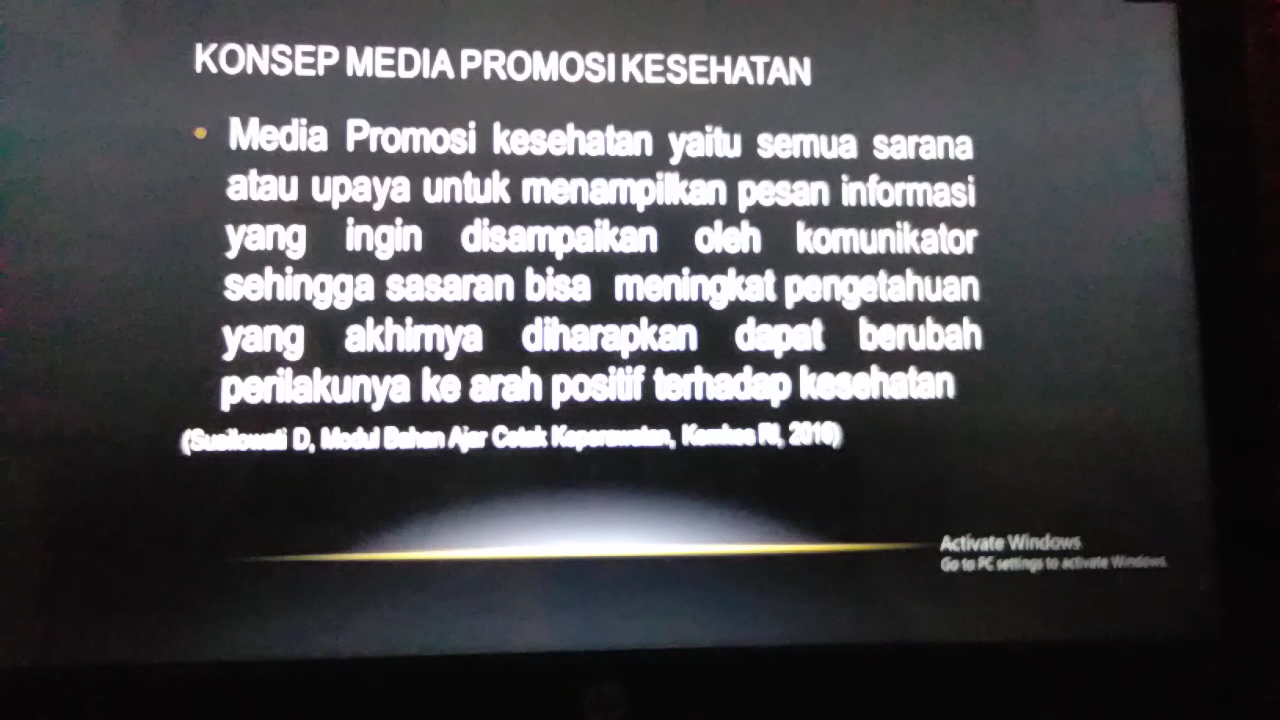 KONSEP MEDIA PROMOSI KESEHATAN
• Media Promosi kesehatan yaitu semua sarana
atau upaya untuk menampilkan pesan informasi
yang ingin disampaikan oleh komunikator
sehingga sasaran bisa meningkat pengetahuan
yang akhirnya diharapkan dapat berubah
perilakunya ke arah positif terhadap kesehatan
(Susilowati D, Modul Bahan Ajar Cetak Keperawatan, Kemkes RI, 2016)
Activate Windows
Go to PC settings to activate Windows.